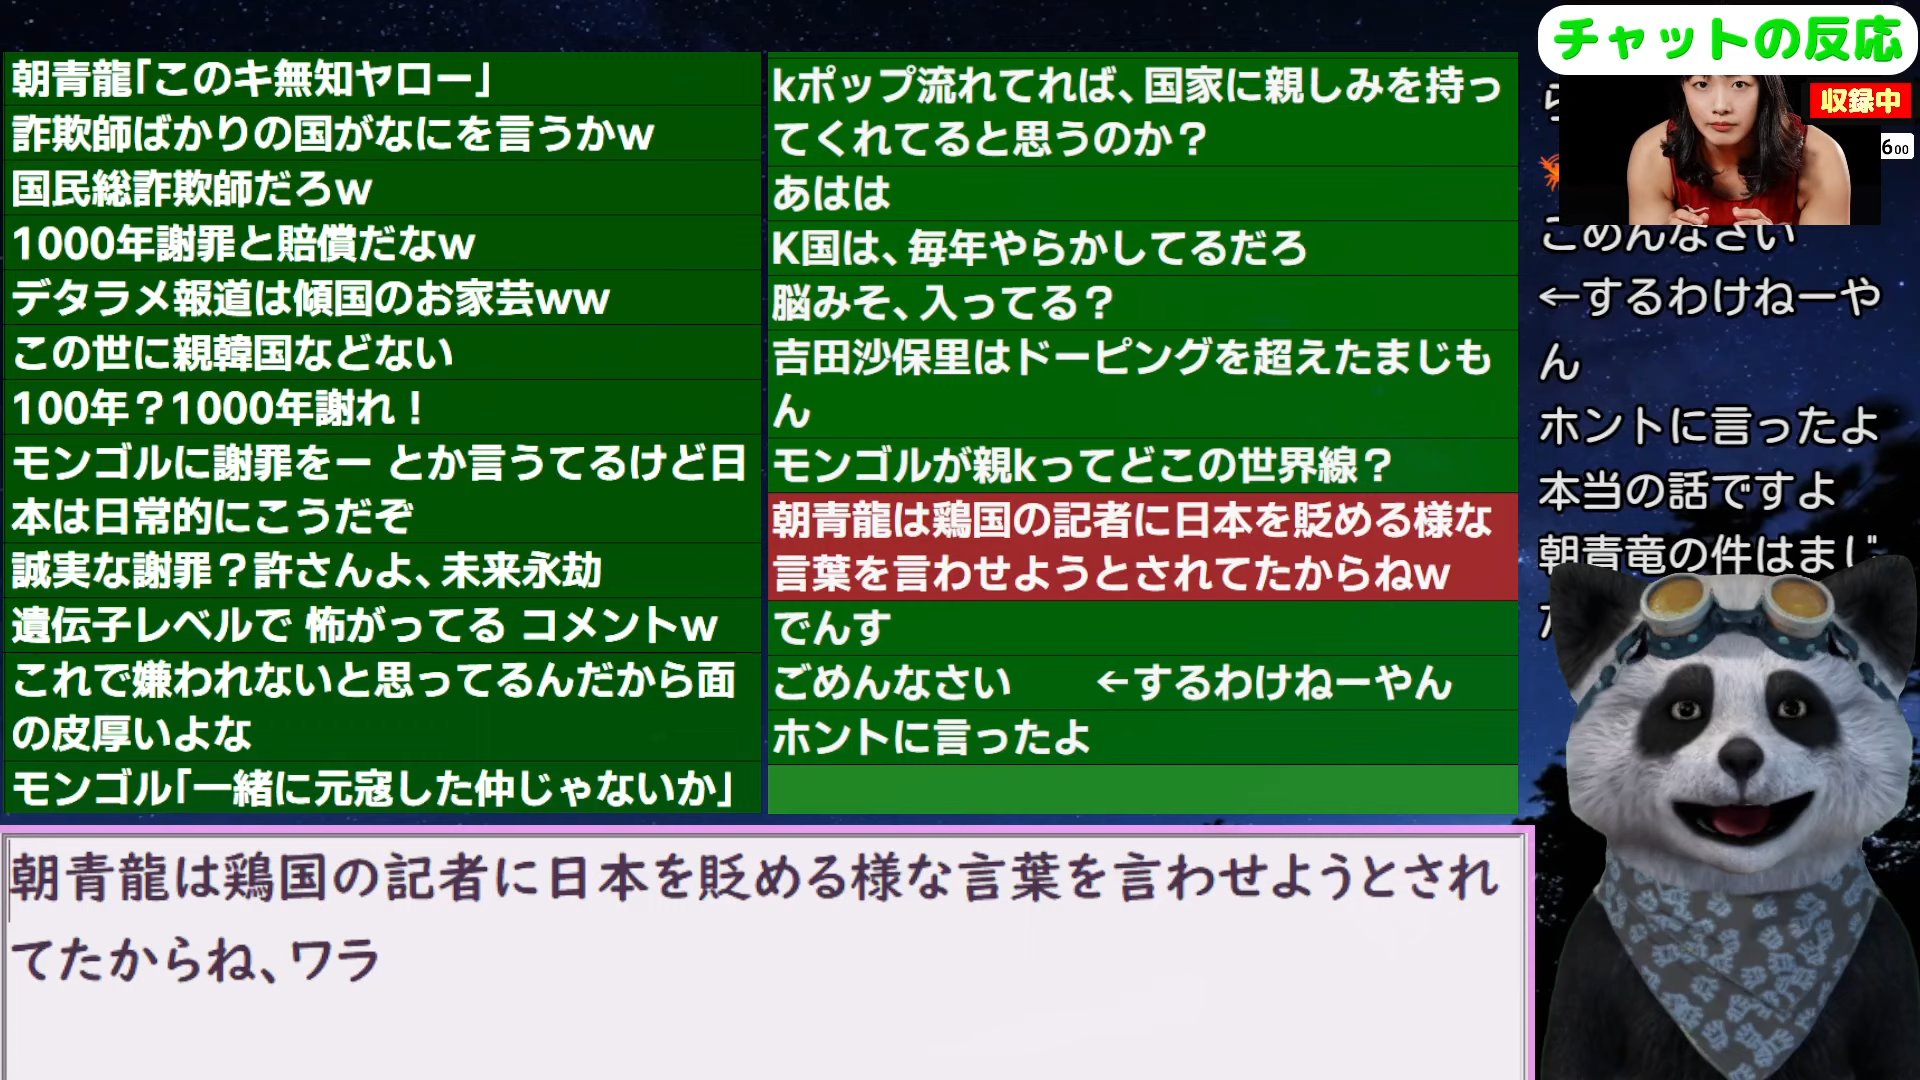 朝青龍「このキ無知ヤロー」
詐欺師ばかりの国がなにを言うかw
国民総詐欺師だろw
1000年謝罪と賠償だなw
デタラメ報道は傾国のお家芸ww
この世に親韓国などない
100年？1000年謝れ！
モンゴルに謝罪をー とか言うてるけど日
本は日常的にこうだぞ
誠実な謝罪？許さんよ、未来永劫
遺伝子レベルで 怖がってる コメントw
これで嫌われないと思ってるんだから面
の皮厚いよな
モンゴル「一緒に元寇した仲じゃないか」
kポップ流れてれば、国家に親しみを持っ
てくれてると思うのか？
あはは
K国は、毎年やらかしてるだろ
脳みそ、入ってる？
吉田沙保里はドーピングを超えたまじも
ん
モンゴルが親kってどこの世界線？
朝青龍は鶏国の記者に日本を貶める様な
言葉を言わせようとされてたからねw
でんす
ごめんなさい　　←するわけねーやん
ホントに言ったよ
朝青龍は鶏国の記者に日本を貶める様な言葉を言わせようとされ
てたからね、ワラ
チャットの反応
収録中
600
ごめんなさい
←するわけねーや
ん
ホントに言ったよ
本当の話ですよ
朝青竜の件はまじ